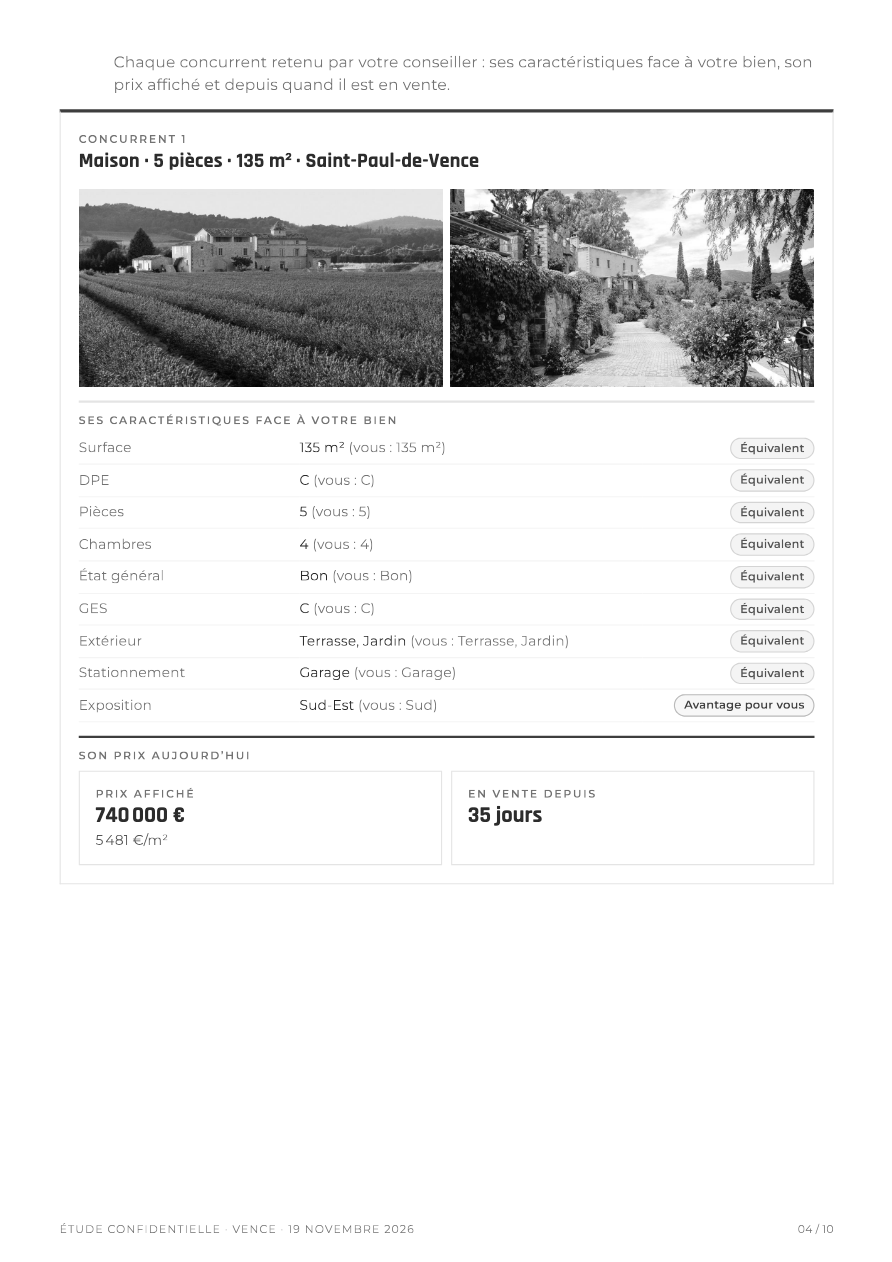 Chaque concurrent retenu par votre conseiller : ses caractéristiques face à votre bien, son
prix affiché et depuis quand il est en vente.
CONCURRENT 1
Maison · 5 pièces · 135 m² · Saint-Paul-de-Vence
SES CARACTÉRISTIQUES FACE À VOTRE BIEN
Surface 135 m² (vous : 135 m²) Équivalent
DPE C (vous : C) Équivalent
Pièces 5 (vous : 5) Équivalent
Chambres 4 (vous : 4) Équivalent
État général Bon (vous : Bon) Équivalent
GES C (vous : C) Équivalent
Extérieur Terrasse, Jardin (vous : Terrasse, Jardin) Équivalent
Stationnement Garage (vous : Garage) Équivalent
Exposition Sud-Est (vous : Sud) Avantage pour vous
SON PRIX AUJOURD'HUI
PRIX AFFICHÉ
740 000 €
5 481 €/m²
EN VENTE DEPUIS
35 jours
ÉTUDE CONFIDENTIELLE · VENCE · 19 NOVEMBRE 2026 04 / 10